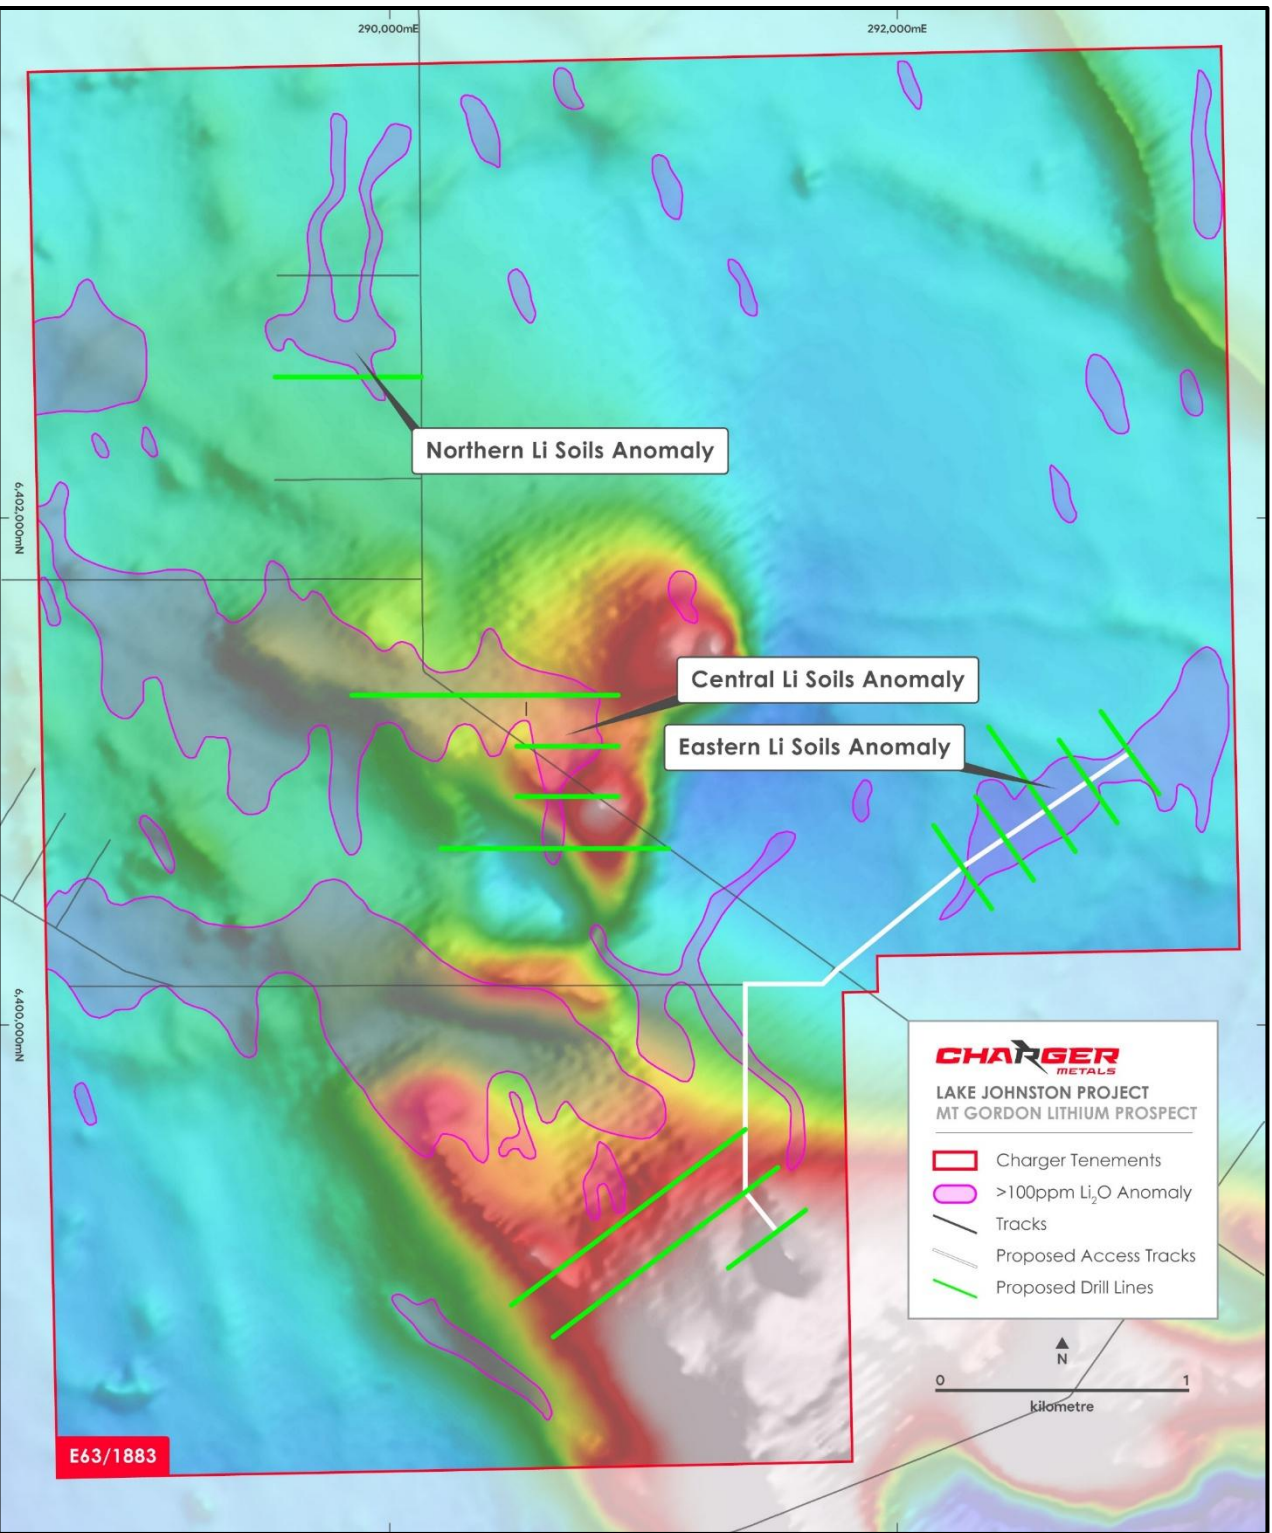 290,000mE
292,000mE
Northern Li Soils Anomaly
6,402,000mN
Central Li Soils Anomaly
Eastern Li Soils Anomaly
6,400,000mN
CHARGER
METALS
LAKE JOHNSTON PROJECT
MT GORDON LITHIUM PROSPECT
Charger Tenements
>100ppm Li₂O Anomaly
Tracks
Proposed Access Tracks
Proposed Drill Lines
N
0 1
kilometre
E63/1883